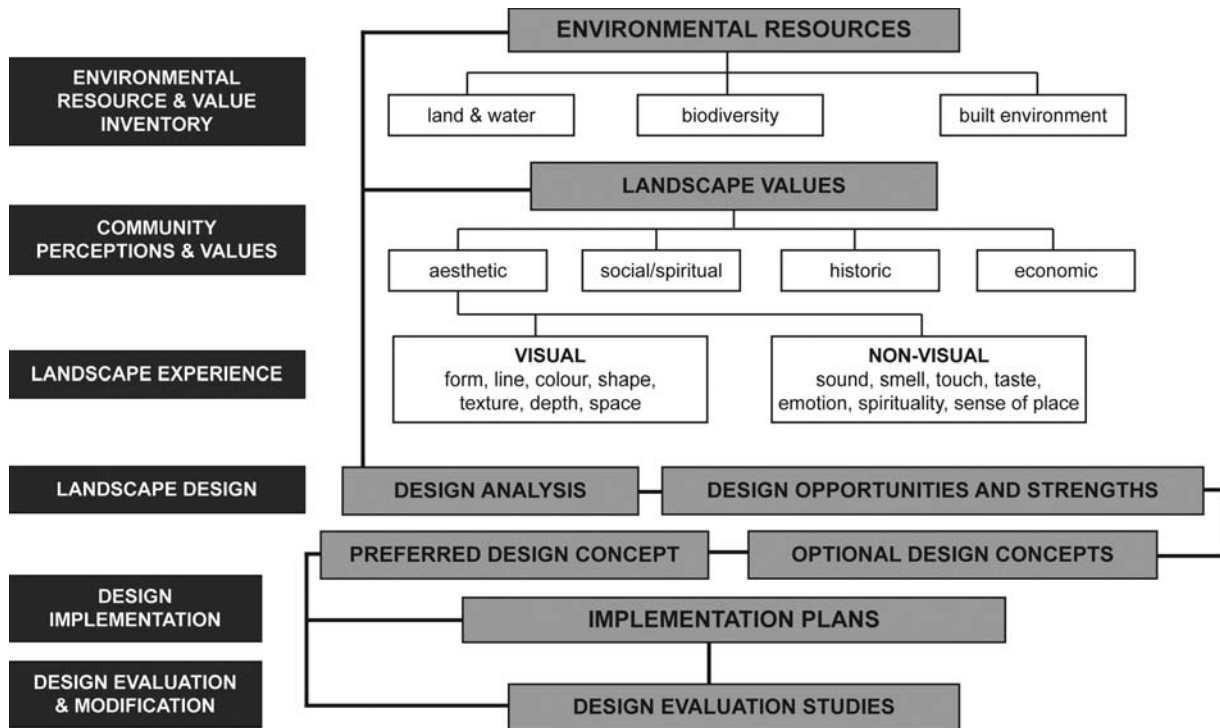 ENVIRONMENTAL RESOURCES
ENVIRONMENTAL
RESOURCE & VALUE
INVENTORY
land & water
biodiversity
built environment
LANDSCAPE VALUES
COMMUNITY
PERCEPTIONS & VALUES
aesthetic
social/spiritual
historic
economic
LANDSCAPE EXPERIENCE
VISUAL
form, line, colour, shape,
texture, depth, space
NON-VISUAL
sound, smell, touch, taste,
emotion, spirituality, sense of place
LANDSCAPE DESIGN
DESIGN ANALYSIS
DESIGN OPPORTUNITIES AND STRENGTHS
PREFERRED DESIGN CONCEPT
OPTIONAL DESIGN CONCEPTS
DESIGN
IMPLEMENTATION
IMPLEMENTATION PLANS
DESIGN EVALUATION
& MODIFICATION
DESIGN EVALUATION STUDIES